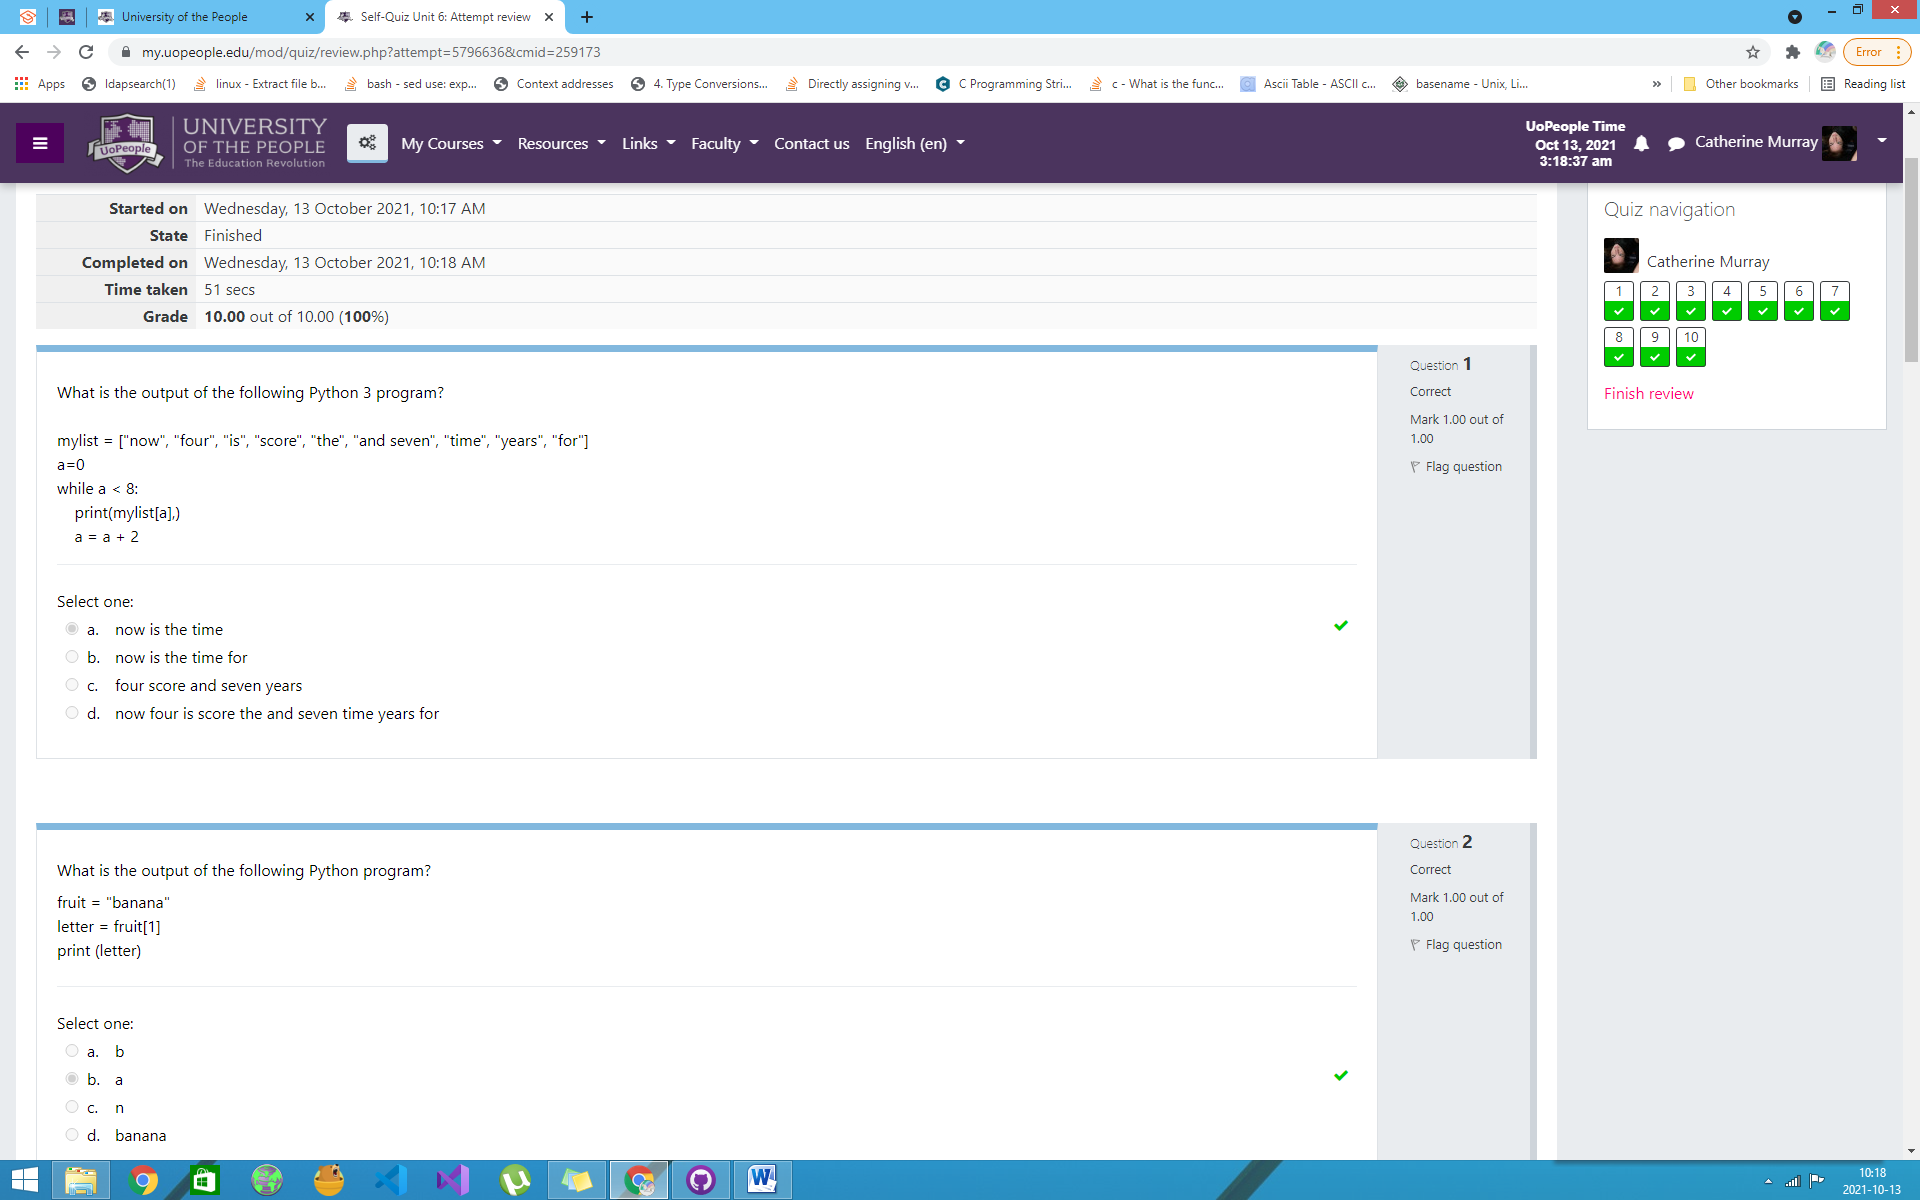 University of the People
Self-Quiz Unit 6: Attempt review
my.uopeople.edu/mod/quiz/review.php?attempt=5796636&cmid=259173
Error
Apps
ldapsearch(1)
linux - Extract file b...
bash - sed use: exp...
Context addresses
4. Type Conversions...
Directly assigning v...
C Programming Stri...
c - What is the func...
Ascii Table - ASCII c...
basename - Unix, Li...
»
Other bookmarks
Reading list
UoPeople
UNIVERSITY
OF THE PEOPLE
The Education Revolution
My Courses
Resources
Links
Faculty
Contact us
English (en)
UoPeople Time
Oct 13, 2021
3:18:37 am
Catherine Murray
Started on Wednesday, 13 October 2021, 10:17 AM
State Finished
Completed on Wednesday, 13 October 2021, 10:18 AM
Time taken 51 secs
Grade 10.00 out of 10.00 (100%)
Quiz navigation
Catherine Murray
1 2 3 4 5 6 7
8 9 10
Finish review
Question 1
Correct
Mark 1.00 out of
1.00
Flag question
What is the output of the following Python 3 program?
mylist = ["now", "four", "is", "score", "the", "and seven", "time", "years", "for"]
a=0
while a < 8:
print(mylist[a],)
a = a + 2
Select one:
a. now is the time
b. now is the time for
c. four score and seven years
d. now four is score the and seven time years for
Question 2
Correct
Mark 1.00 out of
1.00
Flag question
What is the output of the following Python program?
fruit = "banana"
letter = fruit[1]
print (letter)
Select one:
a. b
b. a
c. n
d. banana
10:18
2021-10-13